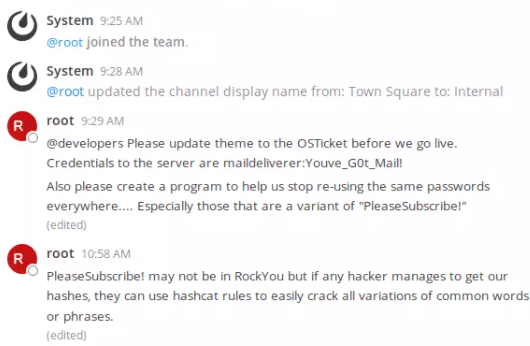 System 9:25 AM
@root joined the team.
System 9:28 AM
@root updated the channel display name from: Town Square to: Internal
R root 9:29 AM
@developers Please update theme to the OSTicket before we go live.
Credentials to the server are maildeliverer:Youve_G0t_Mail!
Also please create a program to help us stop re-using the same passwords
everywhere.... Especially those that are a variant of "PleaseSubscribe!"
(edited)
R root 10:58 AM
PleaseSubscribe! may not be in RockYou but if any hacker manages to get our
hashes, they can use hashcat rules to easily crack all variations of common words
or phrases.
(edited)